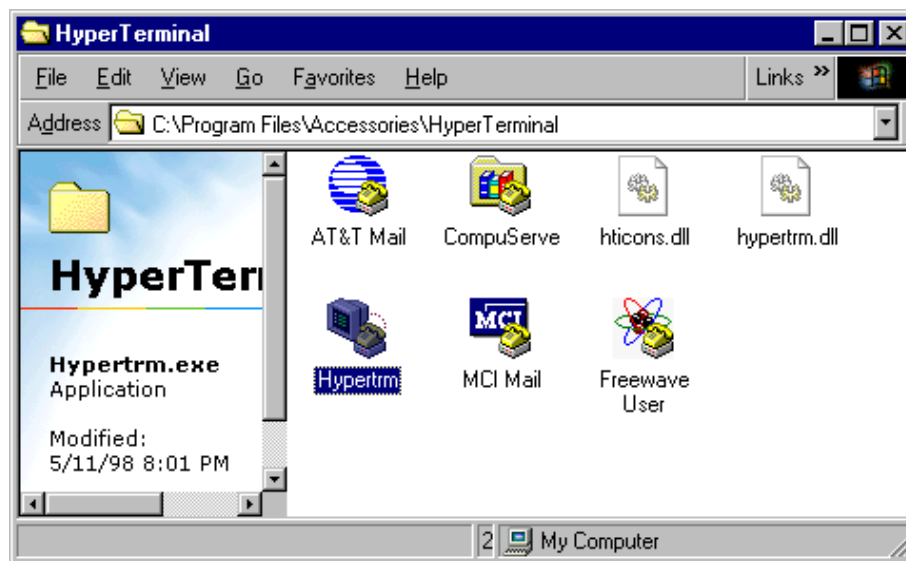 HyperTerminal
File Edit View Go Favorites Help Links »
Address C:\Program Files\Accessories\HyperTerminal
AT&T Mail CompuServe hticons.dll hypertrm.dll
MCI
Hypertrm MCI Mail Freewave
User
HyperTer
Hypertrm.exe
Application
Modified:
5/11/98 8:01 PM
2 My Computer